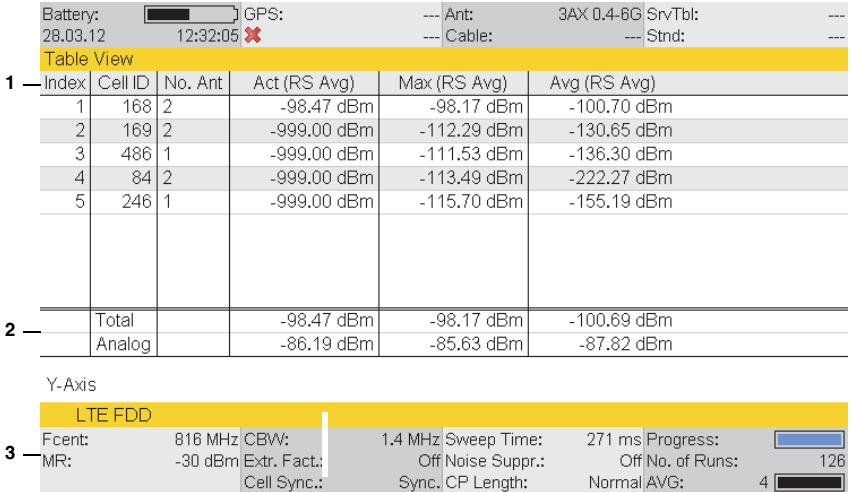 Battery: GPS: --- Ant: 3AX 0.4-6G SrvTbl: ---
28.03.12 12:32:05 --- Cable: --- Stnd: ---
Table View
1 Index Cell ID No. Ant Act (RS Avg) Max (RS Avg) Avg (RS Avg)
1 168 2 -98.47 dBm -98.17 dBm -100.70 dBm
2 169 2 -999.00 dBm -112.29 dBm -130.65 dBm
3 486 1 -999.00 dBm -111.53 dBm -136.30 dBm
4 84 2 -999.00 dBm -113.49 dBm -222.27 dBm
5 246 1 -999.00 dBm -115.70 dBm -155.19 dBm
Total -98.47 dBm -98.17 dBm -100.69 dBm
2
Analog -86.19 dBm -85.63 dBm -87.82 dBm
Y-Axis
LTE FDD
Fcent: 816 MHz CBW: 1.4 MHz Sweep Time: 271 ms Progress:
3 MR: -30 dBm Extr. Fact.: Off Noise Suppr.: Off No. of Runs: 126
Cell Sync.: Sync. CP Length: Normal AVG: 4